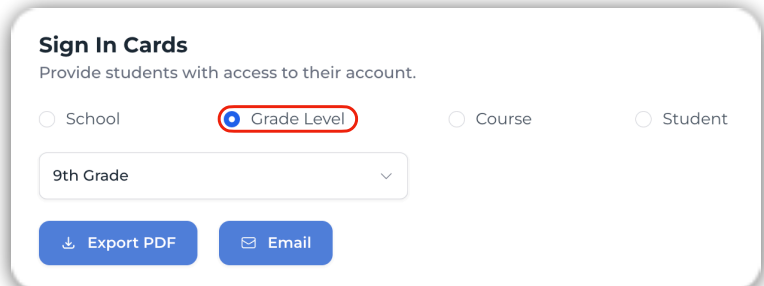 Sign In Cards
Provide students with access to their account.
School Grade Level Course Student
9th Grade
Export PDF Email